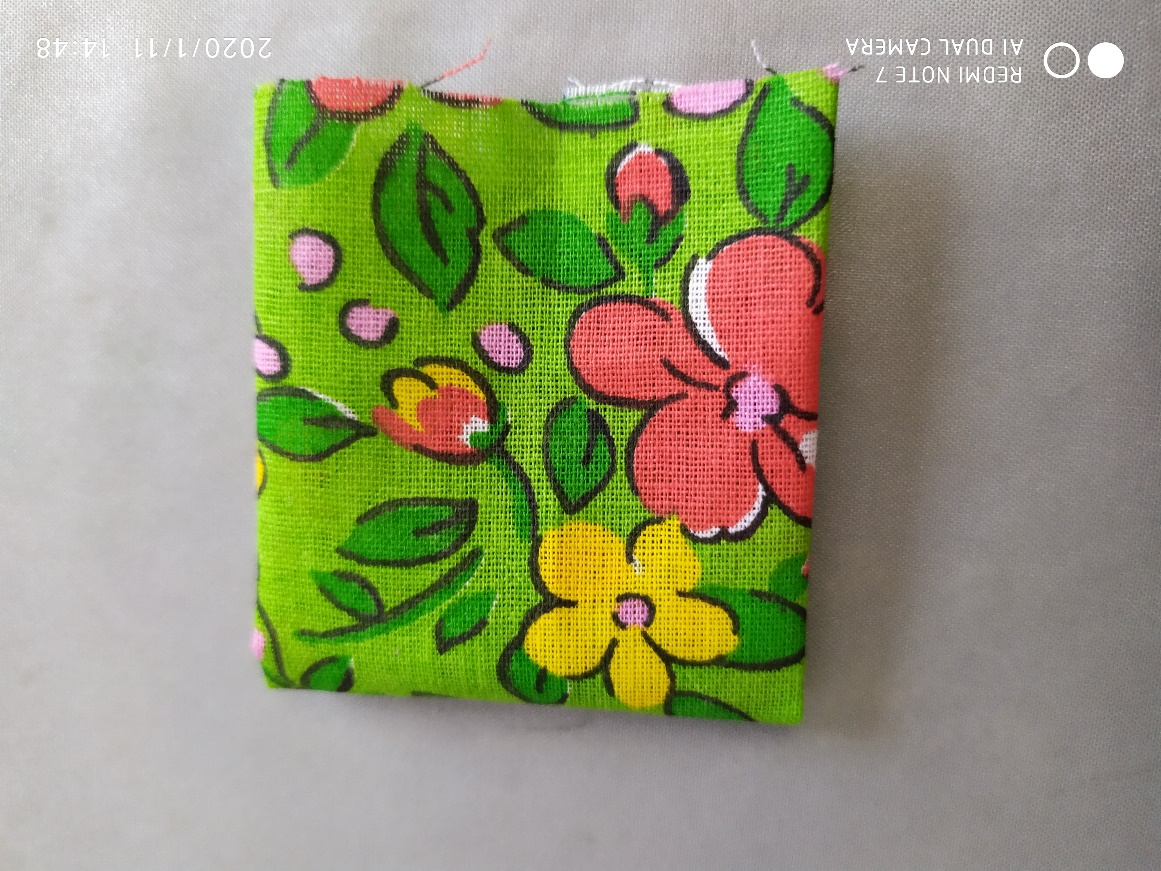 REDMI NOTE 7
AI DUAL CAMERA
2020/1/11 14:48